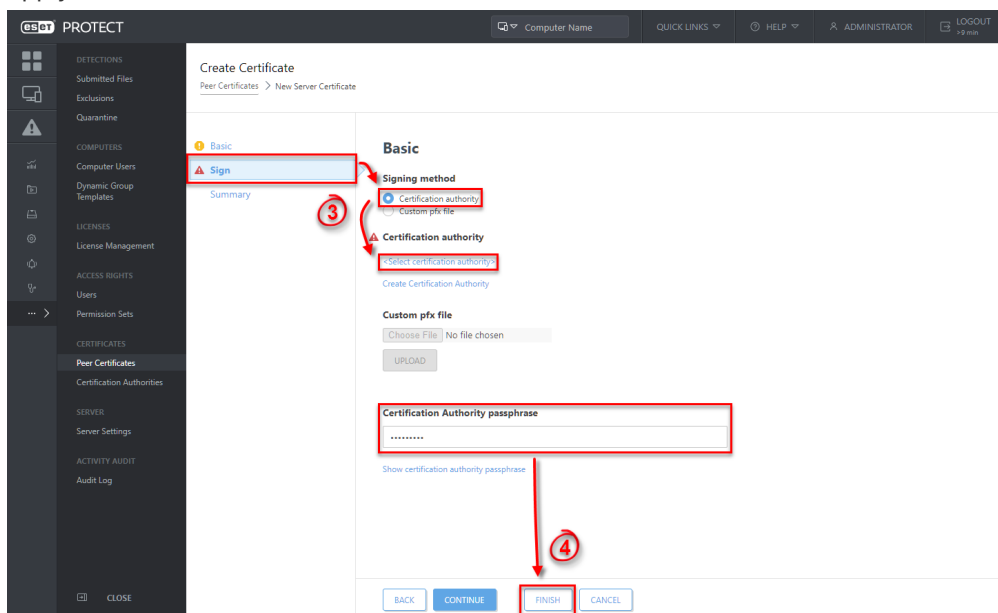 eset PROTECT
Computer Name
QUICK LINKS
HELP
ADMINISTRATOR
LOGOUT
>9 min
DETECTIONS
Submitted Files
Exclusions
Quarantine
COMPUTERS
Computer Users
Dynamic Group
Templates
LICENSES
License Management
ACCESS RIGHTS
Users
Permission Sets
CERTIFICATES
Peer Certificates
Certification Authorities
SERVER
Server Settings
ACTIVITY AUDIT
Audit Log
CLOSE
Create Certificate
Peer Certificates > New Server Certificate
Basic
Sign
Summary
3
Basic
Signing method
Certification authority
Custom pfx file
Certification authority
<Select certification authority>
Create Certification Authority
Custom pfx file
Choose File No file chosen
UPLOAD
Certification Authority passphrase
•••••••••
Show certification authority passphrase
4
BACK CONTINUE FINISH CANCEL